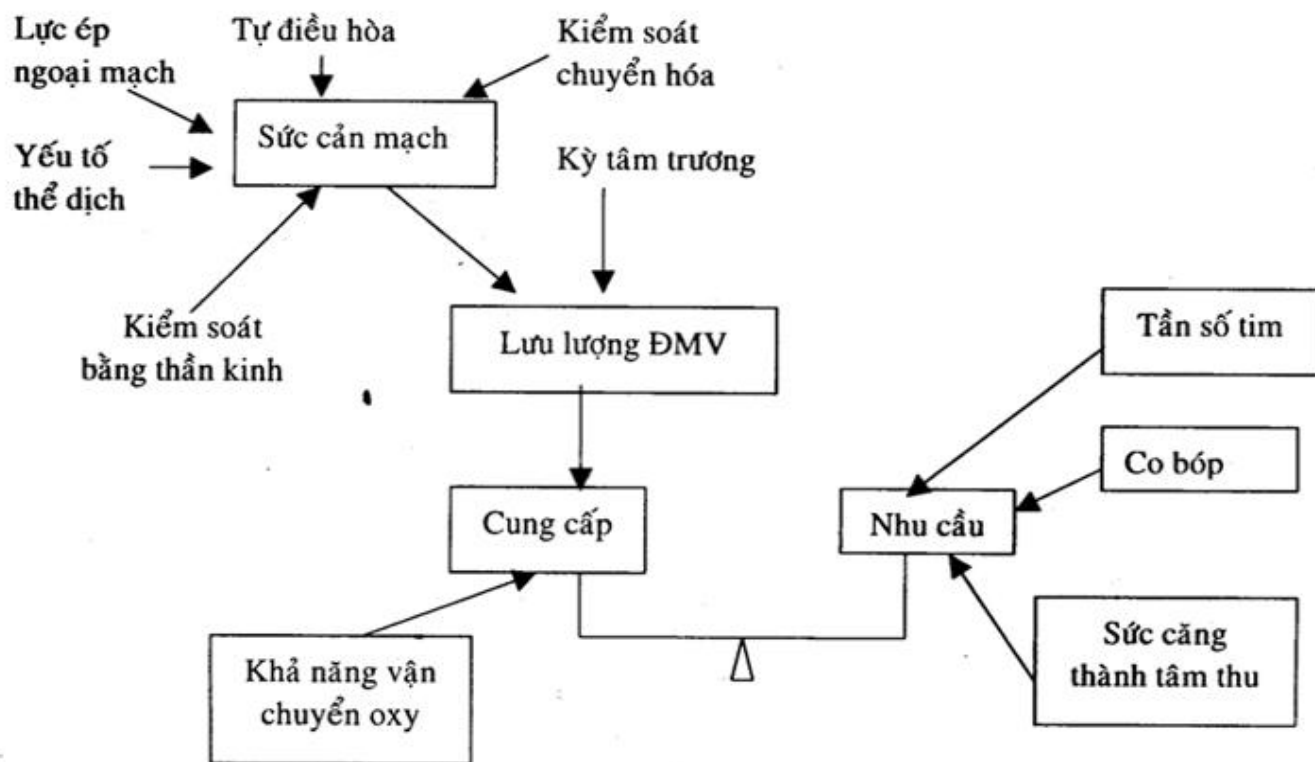 Lực ép
ngoại mạch
Tự điều hòa
Kiểm soát
chuyển hóa
Sức cản mạch
Yếu tố
thể dịch
Kỳ tâm trương
Kiểm soát
bằng thần kinh
Lưu lượng ĐMV
Tần số tim
Co bóp
Cung cấp
Nhu cầu
Khả năng vận
chuyển oxy
Sức căng
thành tâm thu